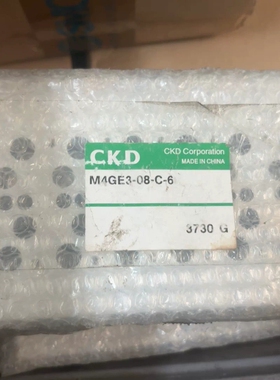 CKD
CKD Corporation
MADE IN CHINA
M4GE3-08-C-6
3730 G